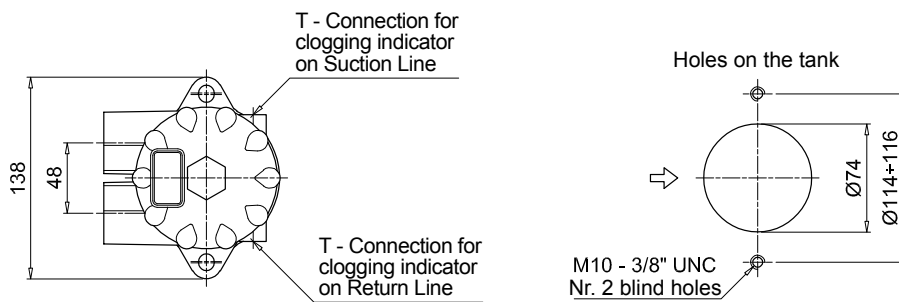 T - Connection for
clogging indicator
on Suction Line
138
48
T - Connection for
clogging indicator
on Return Line
Holes on the tank
Ø74
Ø114÷116
M10 - 3/8" UNC
Nr. 2 blind holes